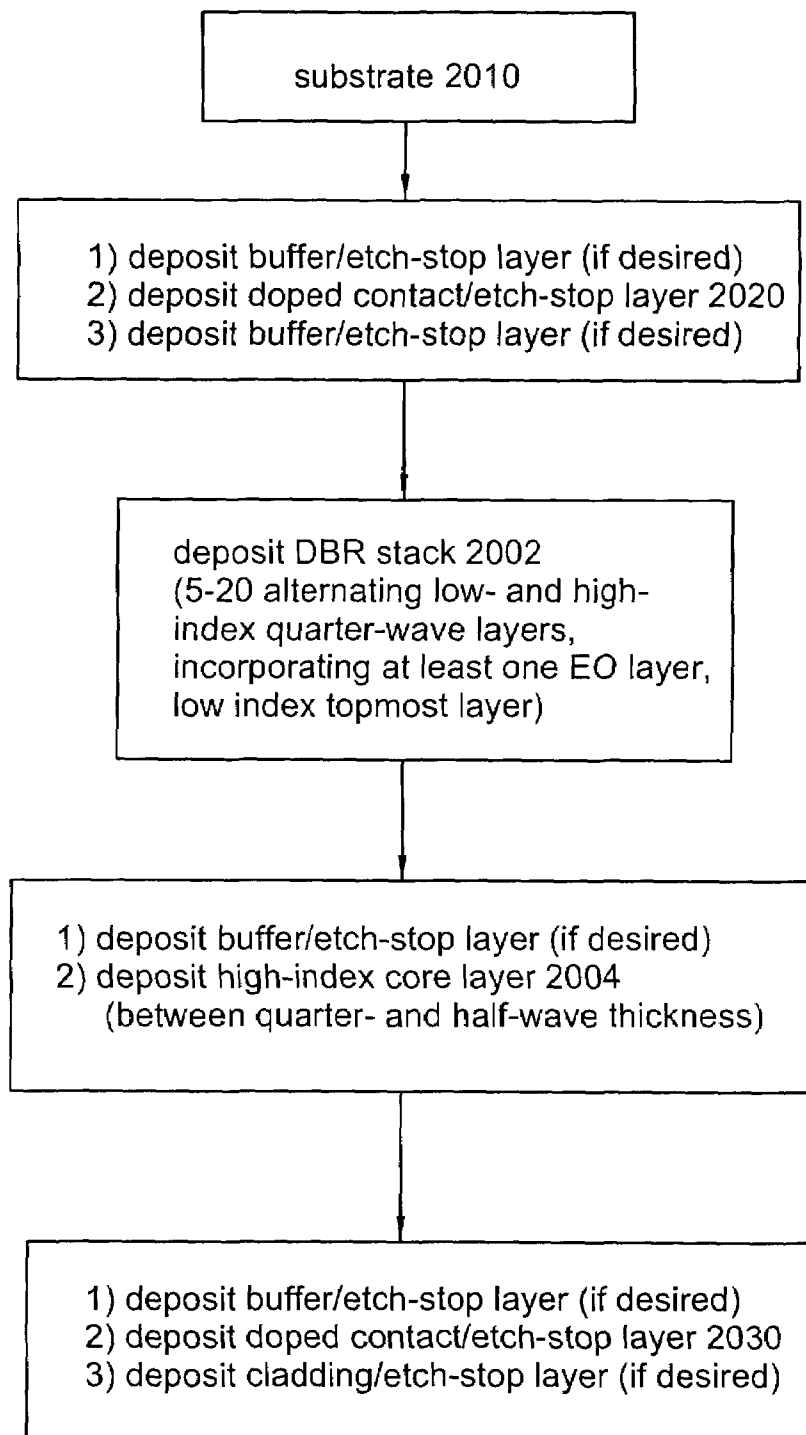 substrate 2010
1) deposit buffer/etch-stop layer (if desired)
2) deposit doped contact/etch-stop layer 2020
3) deposit buffer/etch-stop layer (if desired)
deposit DBR stack 2002
(5-20 alternating low- and high-
index quarter-wave layers,
incorporating at least one EO layer,
low index topmost layer)
1) deposit buffer/etch-stop layer (if desired)
2) deposit high-index core layer 2004
(between quarter- and half-wave thickness)
1) deposit buffer/etch-stop layer (if desired)
2) deposit doped contact/etch-stop layer 2030
3) deposit cladding/etch-stop layer (if desired)